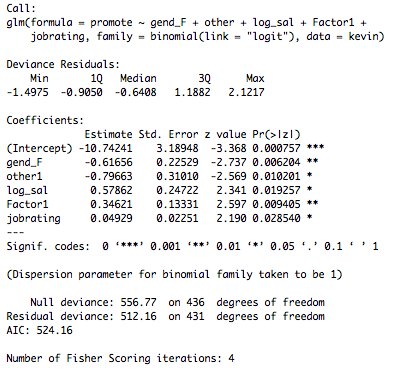 Call:
glm(formula = promote ~ gend_F + other + log_sal + Factor1 +
jobrating, family = binomial(link = "logit"), data = kevin)
Deviance Residuals:
Min 1Q Median 3Q Max
-1.4975 -0.9050 -0.6408 1.1882 2.1217
Coefficients:
Estimate Std. Error z value Pr(>|z|)
(Intercept) -10.74241 3.18948 -3.368 0.000757 ***
gend_F -0.61656 0.22529 -2.737 0.006204 **
other1 -0.79663 0.31010 -2.569 0.010201 *
log_sal 0.57862 0.24722 2.341 0.019257 *
Factor1 0.34621 0.13331 2.597 0.009405 **
jobrating 0.04929 0.02251 2.190 0.028540 *
---
Signif. codes: 0 ‘***’ 0.001 ‘**’ 0.01 ‘*’ 0.05 ‘.’ 0.1 ‘ ’ 1
(Dispersion parameter for binomial family taken to be 1)
Null deviance: 556.77 on 436 degrees of freedom
Residual deviance: 512.16 on 431 degrees of freedom
AIC: 524.16
Number of Fisher Scoring iterations: 4